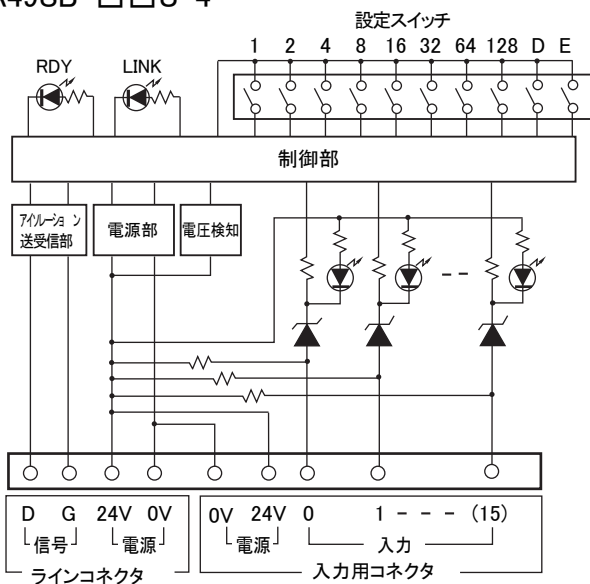 設定スイッチ
1 2 4 8 16 32 64 128 D E
RDY LINK
制御部
アイソレーション
送受信部
電源部
電圧検知
D G 24V 0V
信号 電源
ラインコネクタ
0V 24V 0 1 - - - (15)
電源 入力
入力用コネクタ